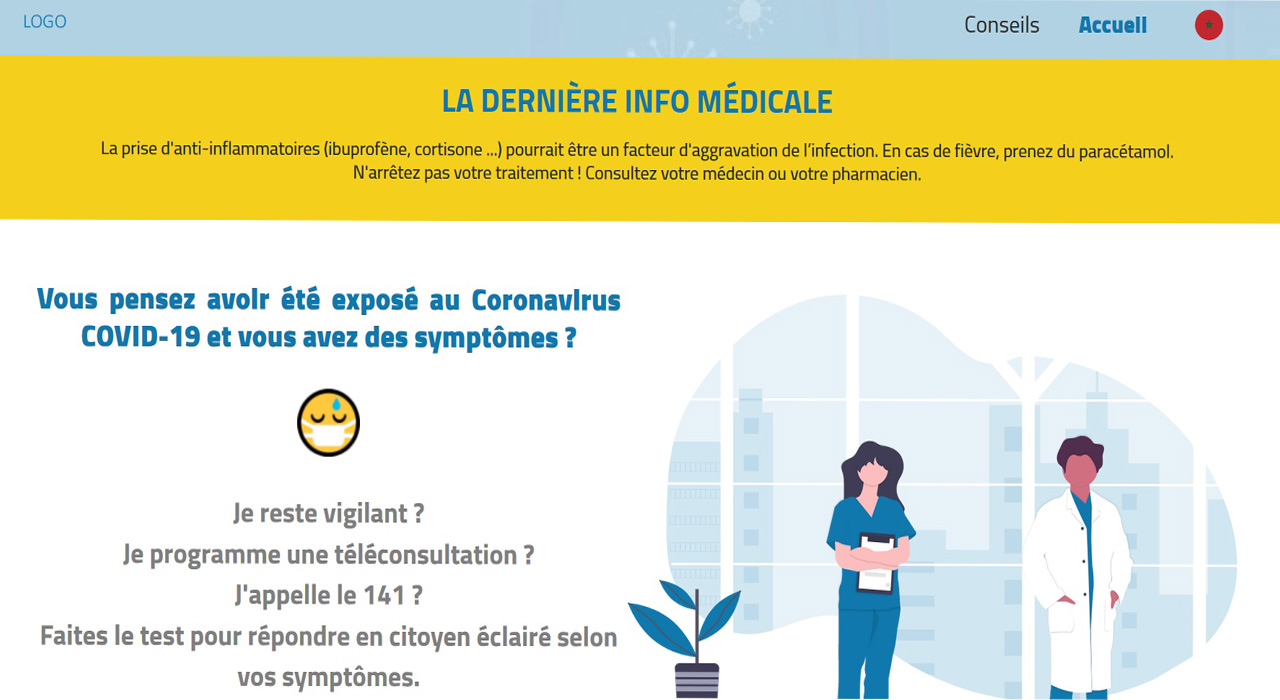 LOGO
Conseils
Accueil
LA DERNIÈRE INFO MÉDICALE
La prise d'anti-inflammatoires (ibuprofène, cortisone ...) pourrait être un facteur d'aggravation de l’infection. En cas de fièvre, prenez du paracétamol.
N'arrêtez pas votre traitement ! Consultez votre médecin ou votre pharmacien.
Vous pensez avoir été exposé au Coronavirus
COVID-19 et vous avez des symptômes ?
Je reste vigilant ?
Je programme une téléconsultation ?
J'appelle le 141 ?
Faites le test pour répondre en citoyen éclairé selon
vos symptômes.